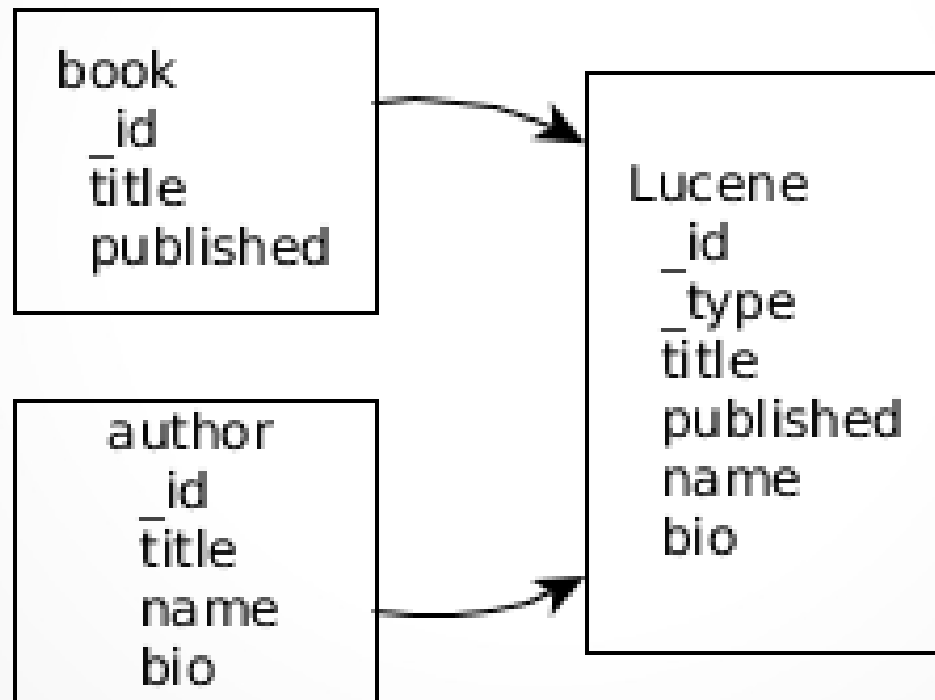 book
_id
title
published
author
_id
title
name
bio
Lucene
_id
_type
title
published
name
bio